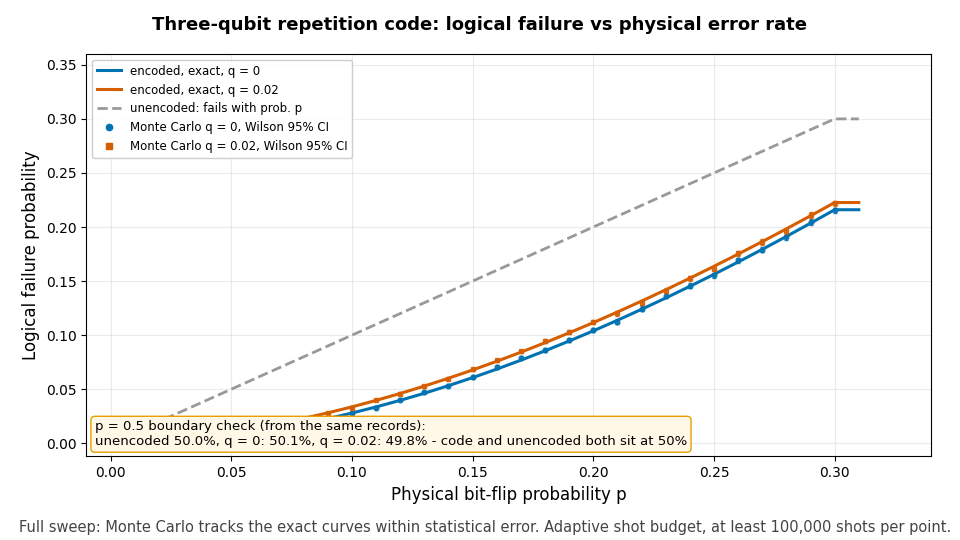 Three-qubit repetition code: logical failure vs physical error rate
0.35
0.30
0.25
0.20
0.15
0.10
0.05
0.00
Logical failure probability
encoded, exact, q = 0
encoded, exact, q = 0.02
unencoded: fails with prob. p
Monte Carlo q = 0, Wilson 95% CI
Monte Carlo q = 0.02, Wilson 95% CI
p = 0.5 boundary check (from the same records):
unencoded 50.0%, q = 0: 50.1%, q = 0.02: 49.8% - code and unencoded both sit at 50%
0.00 0.05 0.10 0.15 0.20 0.25 0.30
Physical bit-flip probability p
Full sweep: Monte Carlo tracks the exact curves within statistical error. Adaptive shot budget, at least 100,000 shots per point.